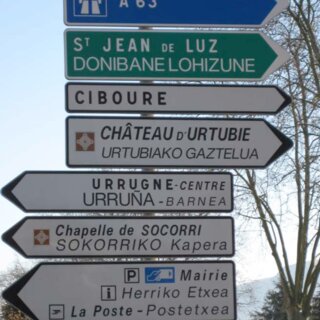 A 63
ST JEAN DE LUZ
DONIBANE LOHIZUNE
CIBOURE
CHÂTEAU D'URTUBIE
URTUBIAKO GAZTELUA
URRUGNE-CENTRE
URRUÑA-BARNEA
Chapelle de SOCORRI
SOKORRIKO Kapera
P Mairie
i Herriko Etxea
La Poste-Postetxea